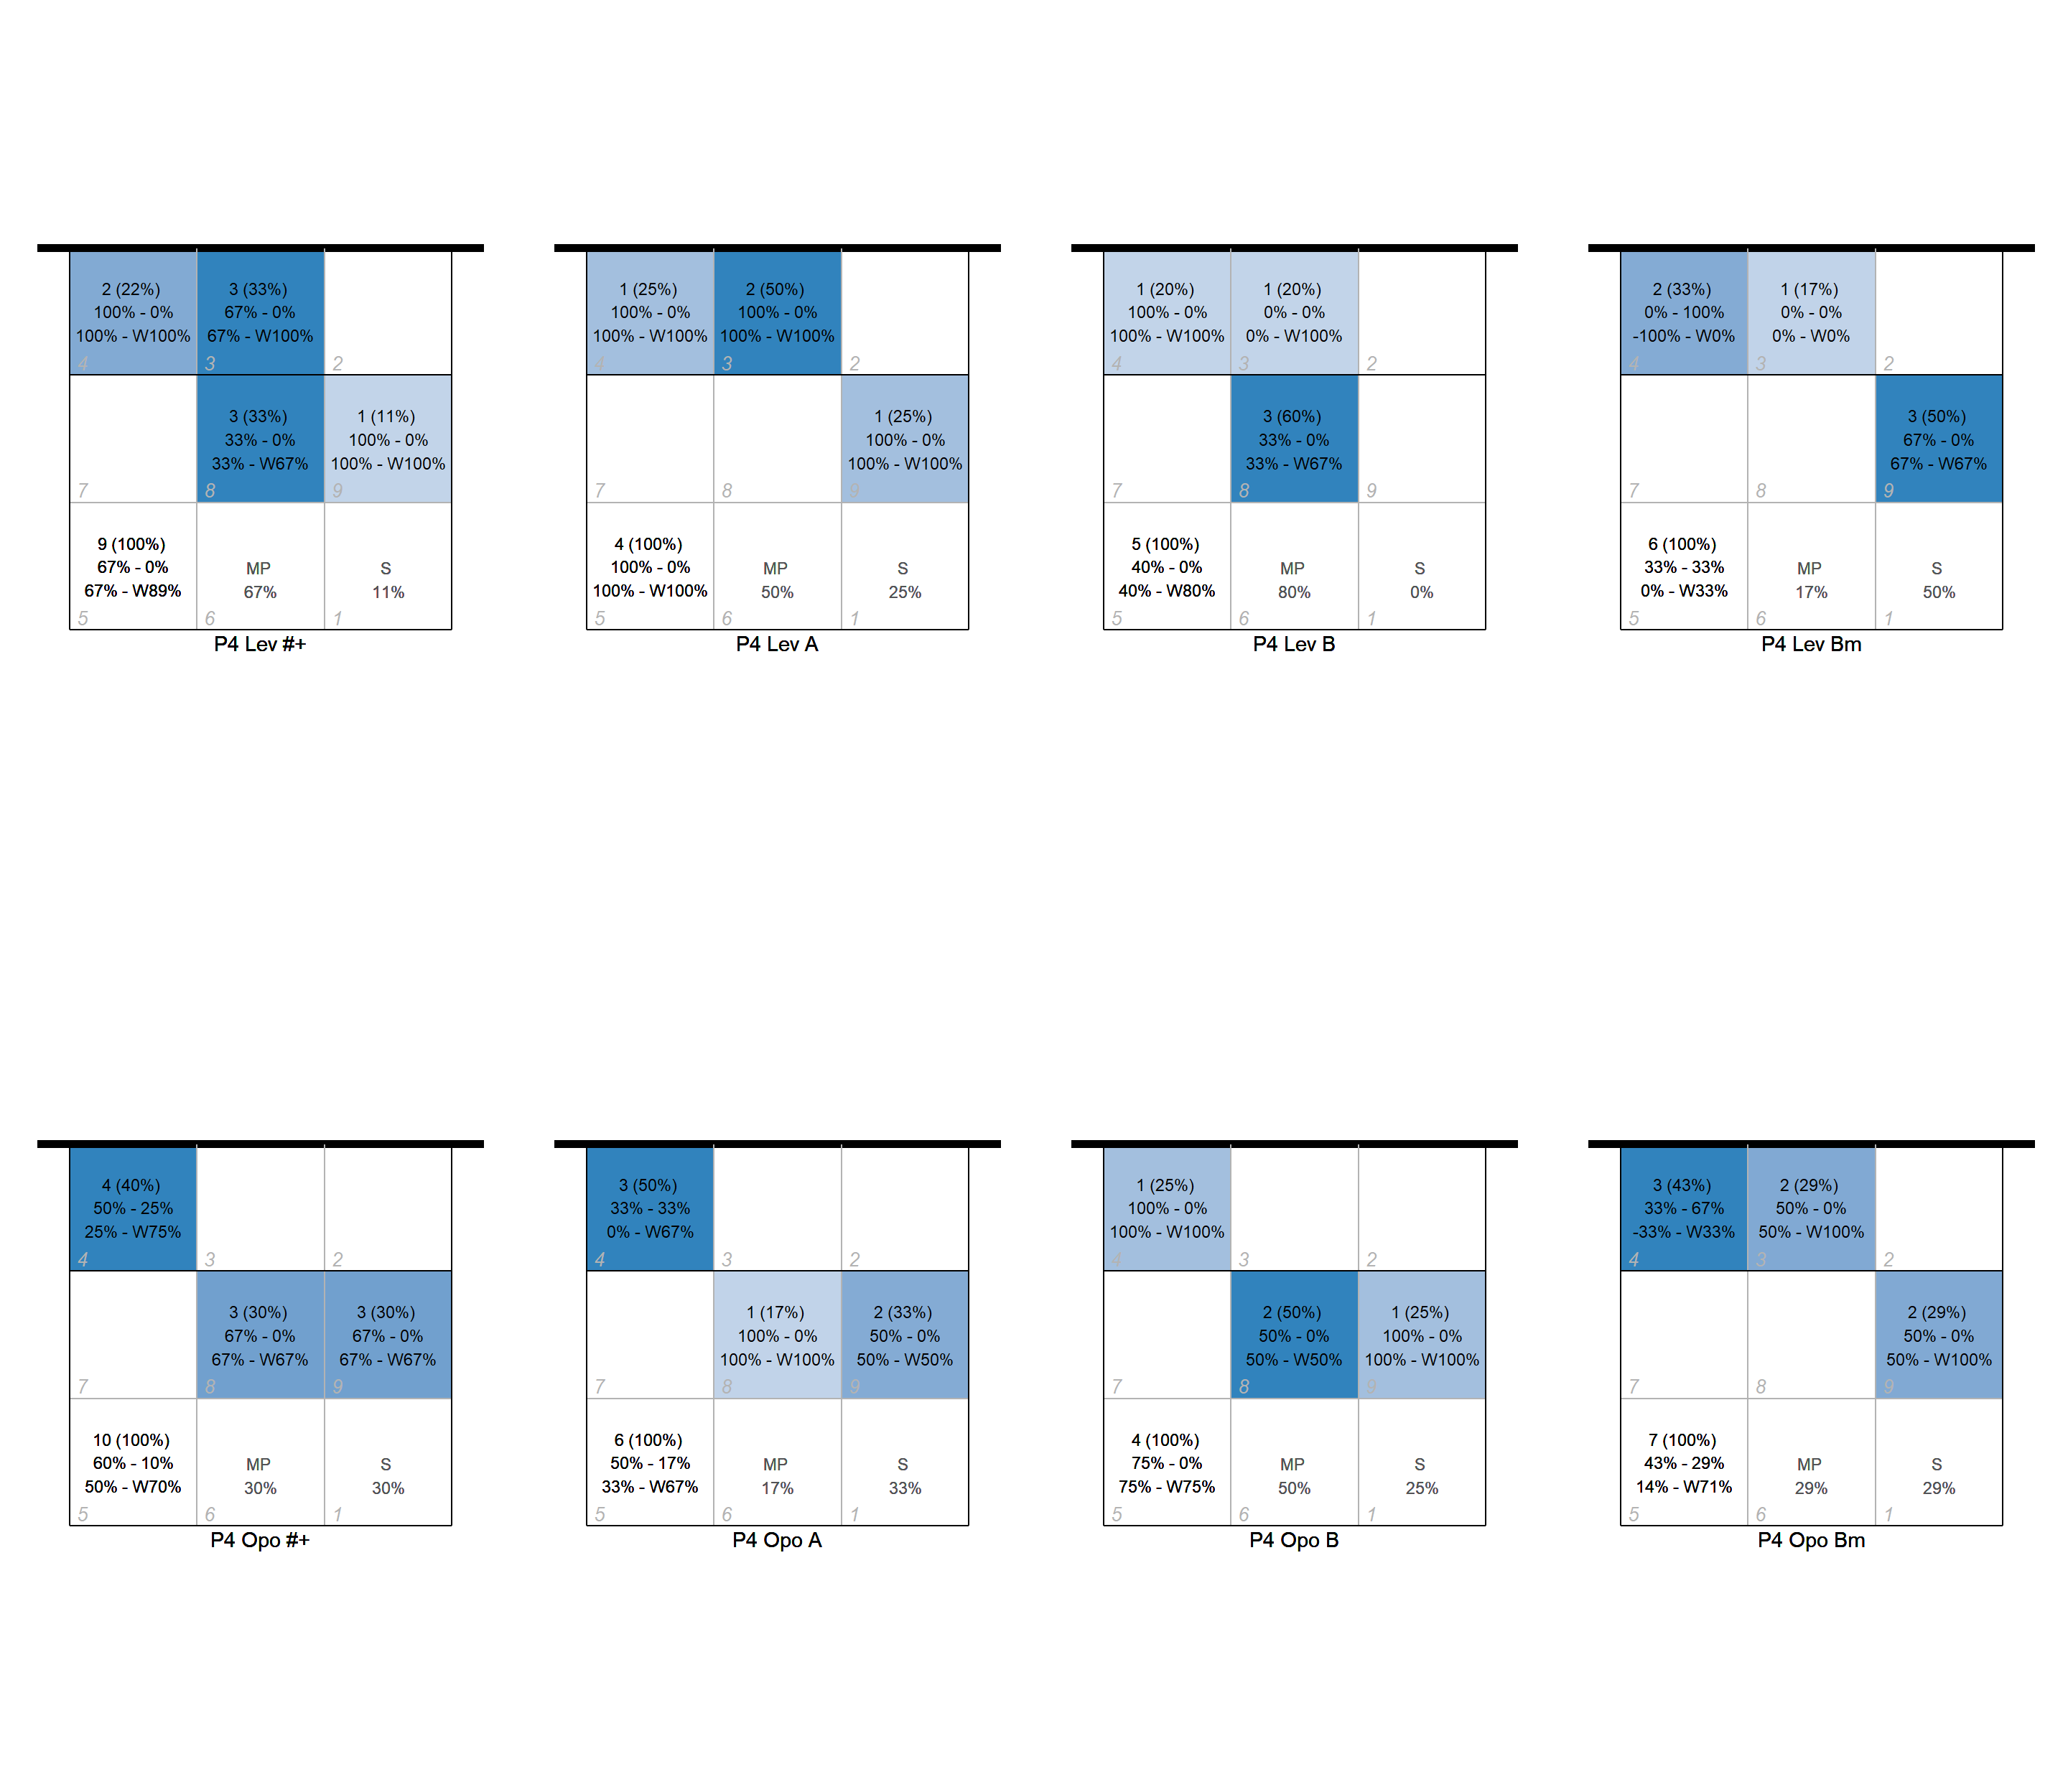 2 (22%)
100% - 0%
100% - W100%
4
3 (33%)
67% - 0%
67% - W100%
3
2
7
3 (33%)
33% - 0%
33% - W67%
8
1 (11%)
100% - 0%
100% - W100%
9
9 (100%)
67% - 0%
67% - W89%
5
MP
67%
6
S
11%
1
P4 Lev #+
1 (25%)
100% - 0%
100% - W100%
4
2 (50%)
100% - 0%
100% - W100%
3
2
7
8
1 (25%)
100% - 0%
100% - W100%
9
4 (100%)
100% - 0%
100% - W100%
5
MP
50%
6
S
25%
1
P4 Lev A
1 (20%)
100% - 0%
100% - W100%
4
1 (20%)
0% - 0%
0% - W100%
3
2
7
3 (60%)
33% - 0%
33% - W67%
8
9
5 (100%)
40% - 0%
40% - W80%
5
MP
80%
6
S
0%
1
P4 Lev B
2 (33%)
0% - 100%
-100% - W0%
4
1 (17%)
0% - 0%
0% - W0%
3
2
7
8
3 (50%)
67% - 0%
67% - W67%
9
6 (100%)
33% - 33%
0% - W33%
5
MP
17%
6
S
50%
1
P4 Lev Bm
4 (40%)
50% - 25%
25% - W75%
4
3
2
7
3 (30%)
67% - 0%
67% - W67%
8
3 (30%)
67% - 0%
67% - W67%
9
10 (100%)
60% - 10%
50% - W70%
5
MP
30%
6
S
30%
1
P4 Opo #+
3 (50%)
33% - 33%
0% - W67%
4
3
2
7
1 (17%)
100% - 0%
100% - W100%
8
2 (33%)
50% - 0%
50% - W50%
9
6 (100%)
50% - 17%
33% - W67%
5
MP
17%
6
S
33%
1
P4 Opo A
1 (25%)
100% - 0%
100% - W100%
4
3
2
7
2 (50%)
50% - 0%
50% - W50%
8
1 (25%)
100% - 0%
100% - W100%
9
4 (100%)
75% - 0%
75% - W75%
5
MP
50%
6
S
25%
1
P4 Opo B
3 (43%)
33% - 67%
-33% - W33%
4
2 (29%)
50% - 0%
50% - W100%
3
2
7
8
2 (29%)
50% - 0%
50% - W100%
9
7 (100%)
43% - 29%
14% - W71%
5
MP
29%
6
S
29%
1
P4 Opo Bm